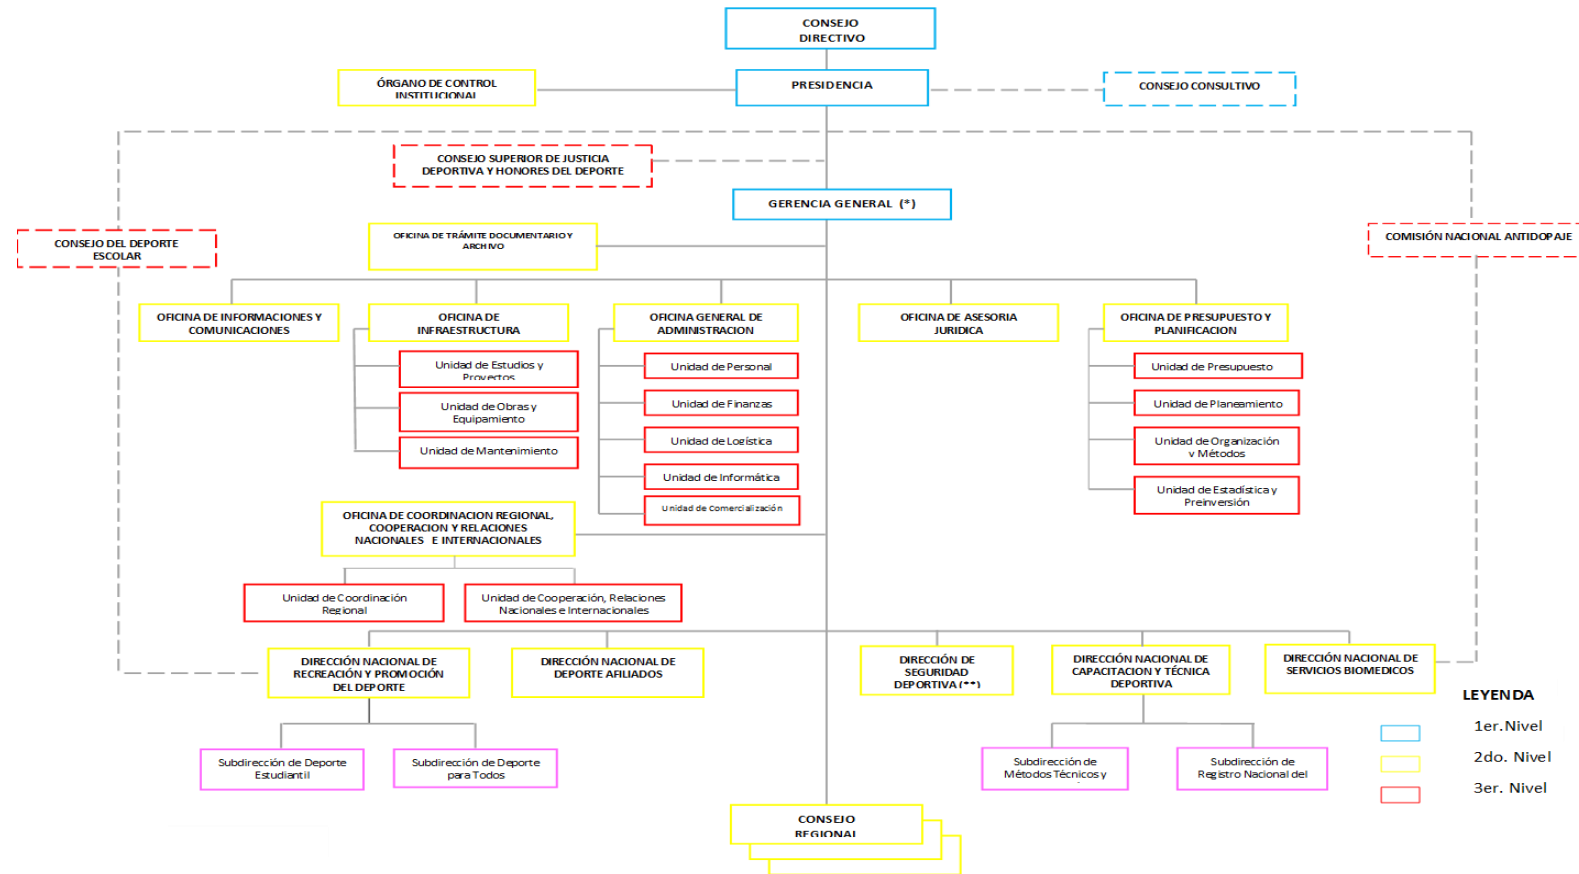 CONSEJO
DIRECTIVO
ÓRGANO DE CONTROL
INSTITUCIONAL
PRESIDENCIA
CONSEJO CONSULTIVO
CONSEJO SUPERIOR DE JUSTICIA
DEPORTIVA Y HONORES DEL DEPORTE
GERENCIA GENERAL (*)
CONSEJO DEL DEPORTE
ESCOLAR
OFICINA DE TRÁMITE DOCUMENTARIO Y
ARCHIVO
COMISIÓN NACIONAL ANTIDOPAJE
OFICINA DE INFORMACIONES Y
COMUNICACIONES
OFICINA DE
INFRAESTRUCTURA
OFICINA GENERAL DE
ADMINISTRACION
OFICINA DE ASESORIA
JURIDICA
OFICINA DE PRESUPUESTO Y
PLANIFICACION
Unidad de Estudios y
Proyectos
Unidad de Obras y
Equipamiento
Unidad de Mantenimiento
Unidad de Personal
Unidad de Finanzas
Unidad de Logística
Unidad de Informática
Unidad de Comercialización
Unidad de Presupuesto
Unidad de Planeamiento
Unidad de Organización
y Métodos
Unidad de Estadística y
Preinversión
OFICINA DE COORDINACION REGIONAL,
COOPERACION Y RELACIONES
NACIONALES E INTERNACIONALES
Unidad de Coordinación
Regional
Unidad de Cooperación, Relaciones
Nacionales e Internacionales
DIRECCIÓN NACIONAL DE
RECREACIÓN Y PROMOCIÓN
DEL DEPORTE
DIRECCIÓN NACIONAL DE
DEPORTE AFILIADOS
DIRECCIÓN DE
SEGURIDAD
DEPORTIVA (**)
DIRECCIÓN NACIONAL DE
CAPACITACION Y TÉCNICA
DEPORTIVA
DIRECCIÓN NACIONAL DE
SERVICIOS BIOMEDICOS
Subdirección de Deporte
Estudiantil
Subdirección de Deporte
para Todos
Subdirección de
Métodos Técnicos y
Subdirección de
Registro Nacional del
LEYENDA
1er.Nivel
2do. Nivel
3er. Nivel
CONSEJO
REGIONAL